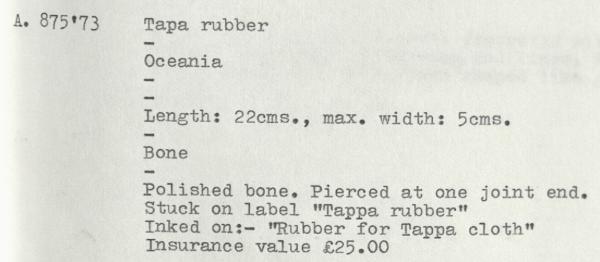 A. 875'73 Tapa rubber
-
Oceania
-
-
Length: 22cms., max. width: 5cms.
-
Bone
-
Polished bone. Pierced at one joint end.
Stuck on label "Tappa rubber"
Inked on:- "Rubber for Tappa cloth"
Insurance value £25.00